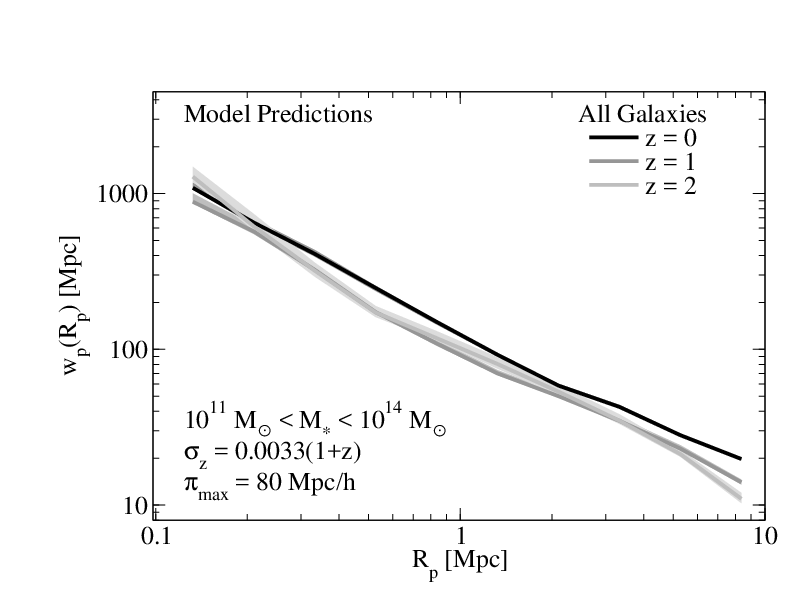 Model Predictions
All Galaxies
z = 0
z = 1
z = 2
1000
100
10
w_p(R_p) [Mpc]
10^11 M_⊙ < M_* < 10^14 M_⊙
σ_z = 0.0033(1+z)
π_max = 80 Mpc/h
0.1 1 10
R_p [Mpc]